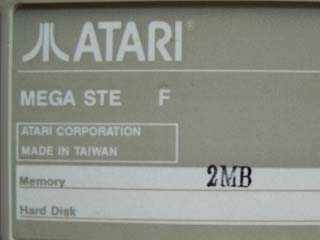 ATARI®
MEGA STE F
ATARI CORPORATION
MADE IN TAIWAN
Memory 2MB
Hard Disk